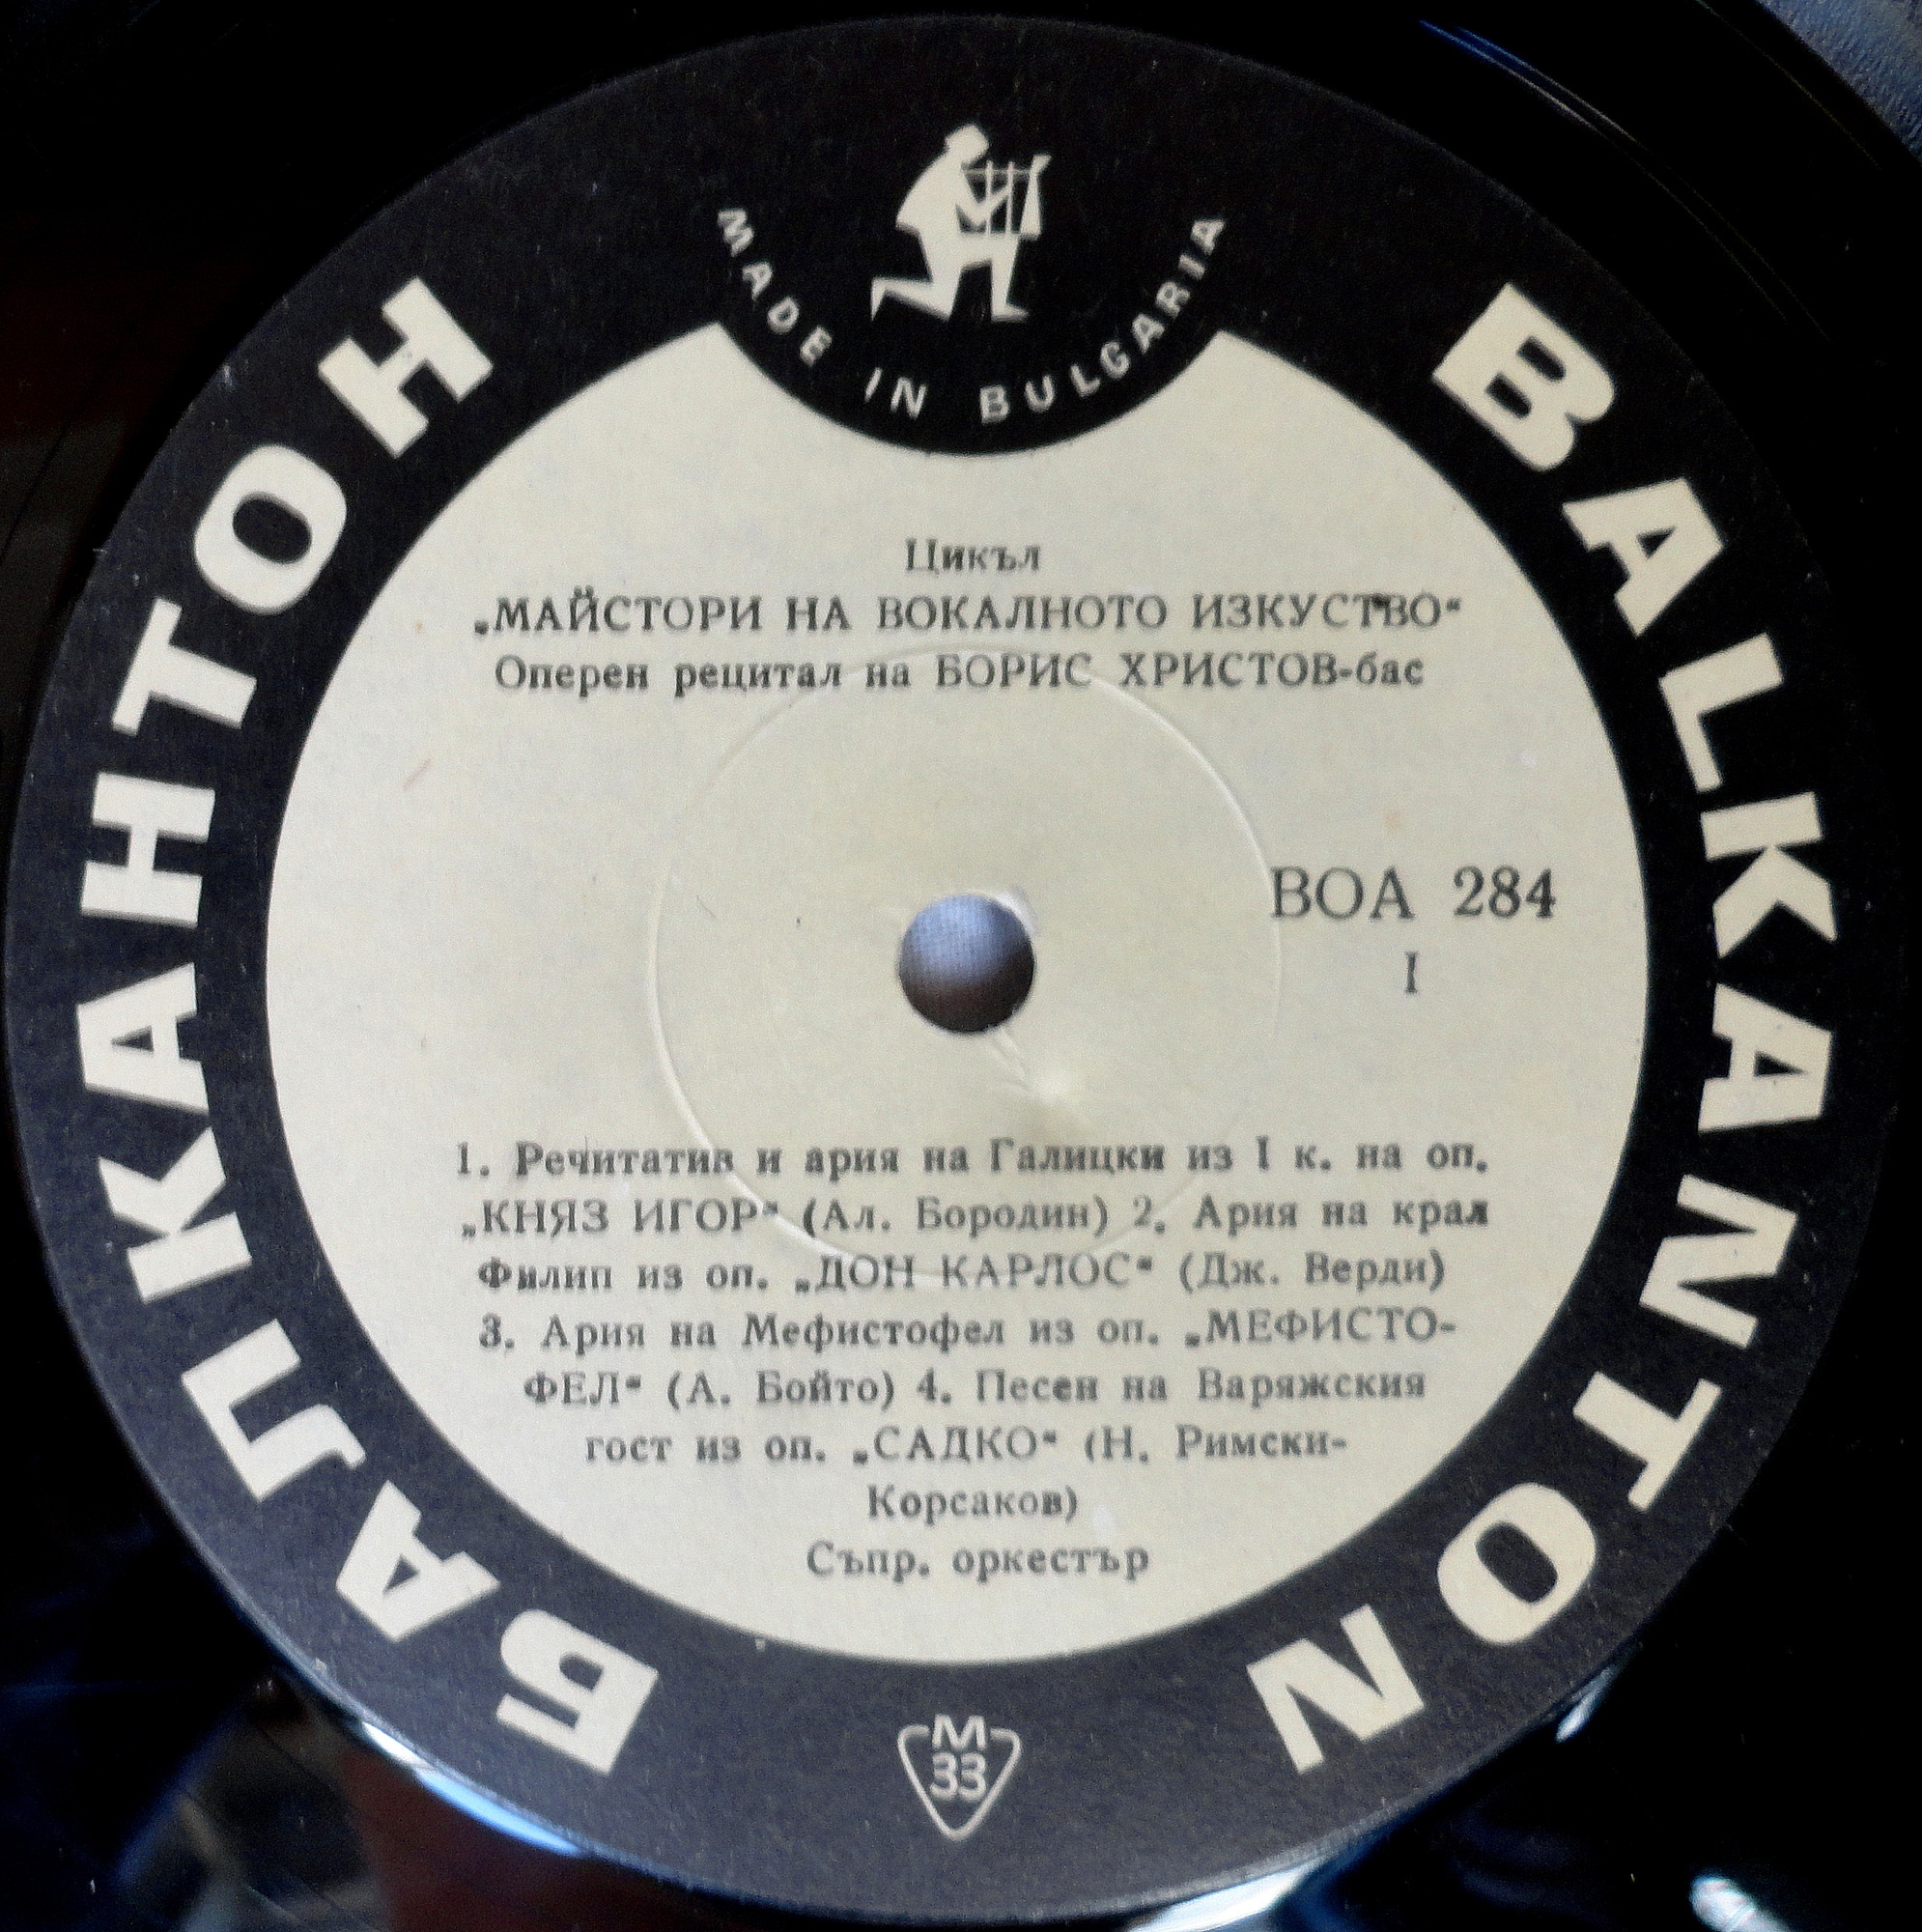 MADE IN BULGARIA
БАЛКАНТОН
BALKANTON
Цикъл
„МАЙСТОРИ НА ВОКАЛНОТО ИЗКУСТВО“
Оперен рецитал на БОРИС ХРИСТОВ-бас
ВОА 284
I
1. Речитатив и ария на Галицки из I к. на оп.
„КНЯЗ ИГОР“ (Ал. Бородин) 2. Ария на крал
Филип из оп. „ДОН КАРЛОС“ (Дж. Верди)
3. Ария на Мефистофел из оп. „МЕФИСТО-
ФЕЛ“ (А. Бойто) 4. Песен на Варяжския
гост из оп. „САДКО“ (Н. Римски-
Корсаков)
Съпр. оркестър
M
33